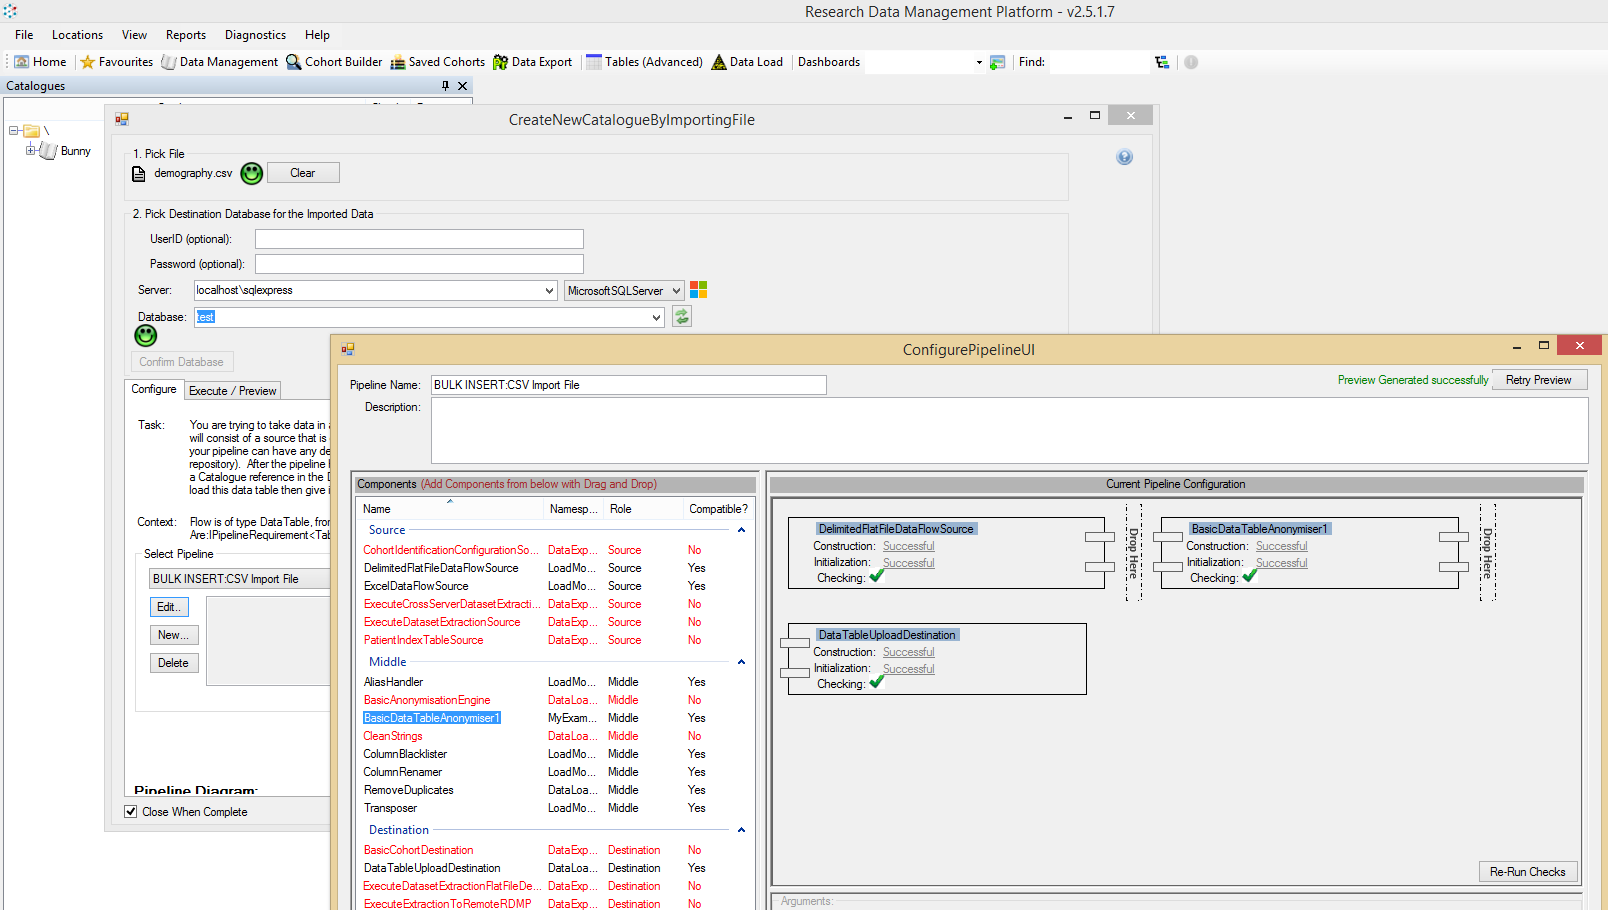 Research Data Management Platform - v2.5.1.7
File Locations View Reports Diagnostics Help
Home Favourites Data Management Cohort Builder Saved Cohorts Data Export Tables (Advanced) Data Load Dashboards Find:
Catalogues
\
Bunny
CreateNewCatalogueByImportingFile
1. Pick File
demography.csv Clear
2. Pick Destination Database for the Imported Data
UserID (optional):
Password (optional):
Server: localhost\sqlexpress MicrosoftSQLServer
Database: test
Confirm Database
Configure Execute / Preview
Task: You are trying to take data in
will consist of a source that is
your pipeline can have any de
repository). After the pipeline
a Catalogue reference in the
load this data table then give
Context: Flow is of type DataTable, from
Are:IPipelineRequirement<Tab
Select Pipeline
BULK INSERT:CSV Import File
Edit..
New...
Delete
Pipeline Diagram:
Close When Complete
ConfigurePipelineUI
Pipeline Name: BULK INSERT:CSV Import File
Preview Generated successfully Retry Preview
Description:
Components (Add Components from below with Drag and Drop)
Name Namesp... Role Compatible?
Source
CohortIdentificationConfigurationSo... DataExp... Source No
DelimitedFlatFileDataFlowSource LoadMo... Source Yes
ExcelDataFlowSource LoadMo... Source Yes
ExecuteCrossServerDatasetExtracti... DataExp... Source No
ExecuteDatasetExtractionSource DataExp... Source No
PatientIndexTableSource DataExp... Source No
Middle
AliasHandler LoadMo... Middle Yes
BasicAnonymisationEngine DataLoa... Middle No
BasicDataTableAnonymiser1 MyExam... Middle Yes
CleanStrings DataLoa... Middle No
ColumnBlacklister LoadMo... Middle Yes
ColumnRenamer LoadMo... Middle Yes
RemoveDuplicates DataLoa... Middle Yes
Transposer LoadMo... Middle Yes
Destination
BasicCohortDestination DataExp... Destination No
DataTableUploadDestination DataLoa... Destination Yes
ExecuteDatasetExtractionFlatFileDe... DataExp... Destination No
ExecuteExtractionToRemoteRDMP DataExp... Destination No
Current Pipeline Configuration
DelimitedFlatFileDataFlowSource
Construction: Successful
Initialization: Successful
Checking:
Drop Here
BasicDataTableAnonymiser1
Construction: Successful
Initialization: Successful
Checking:
Drop Here
DataTableUploadDestination
Construction: Successful
Initialization: Successful
Checking:
Re-Run Checks
Arguments: